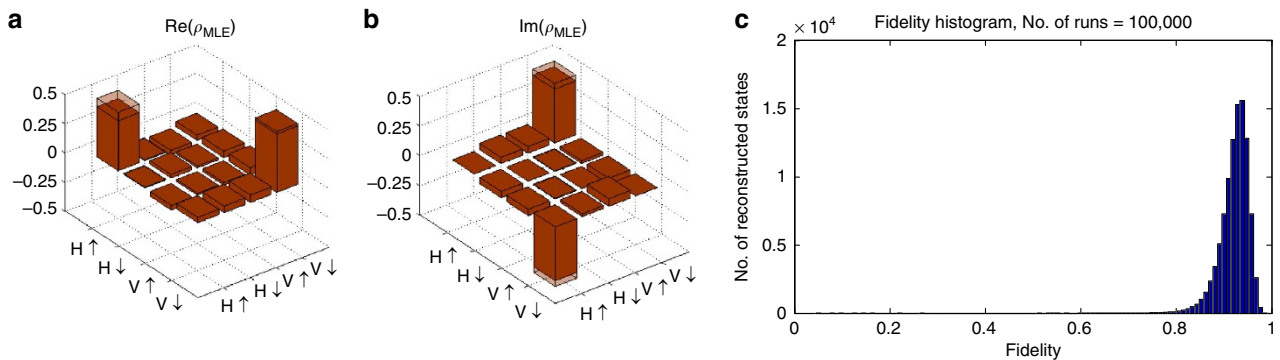 a
Re(ρMLE)
0.5
0.25
0
–0.25
–0.5
H ↑
H ↓
V ↑
V ↓
H ↑
H ↓
V ↑
V ↓
b
Im(ρMLE)
0.5
0.25
0
–0.25
–0.5
H ↑
H ↓
V ↑
V ↓
H ↑
H ↓
V ↑
V ↓
c
× 10⁴
Fidelity histogram, No. of runs = 100,000
No. of reconstructed states
2
1.5
1
0.5
0
0
0.2
0.4
0.6
0.8
1
Fidelity